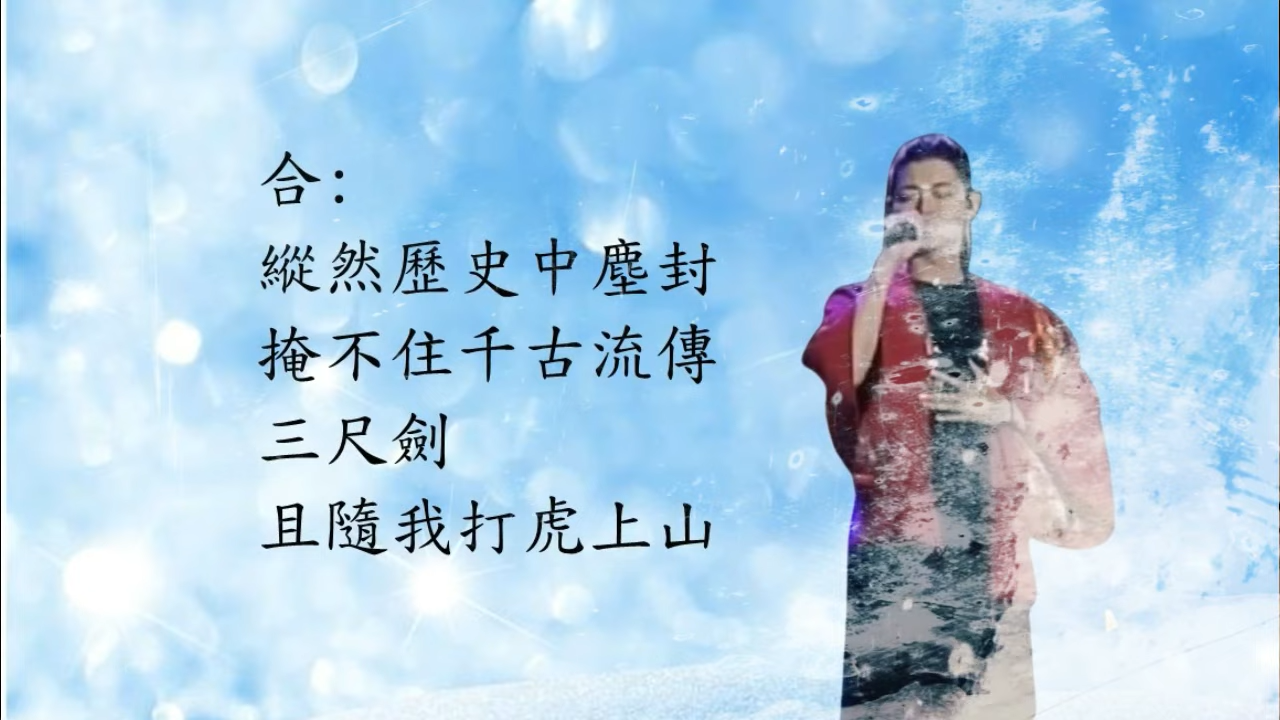 合：
縱然歷史中塵封
掩不住千古流傳
三尺劍
且隨我打虎上山